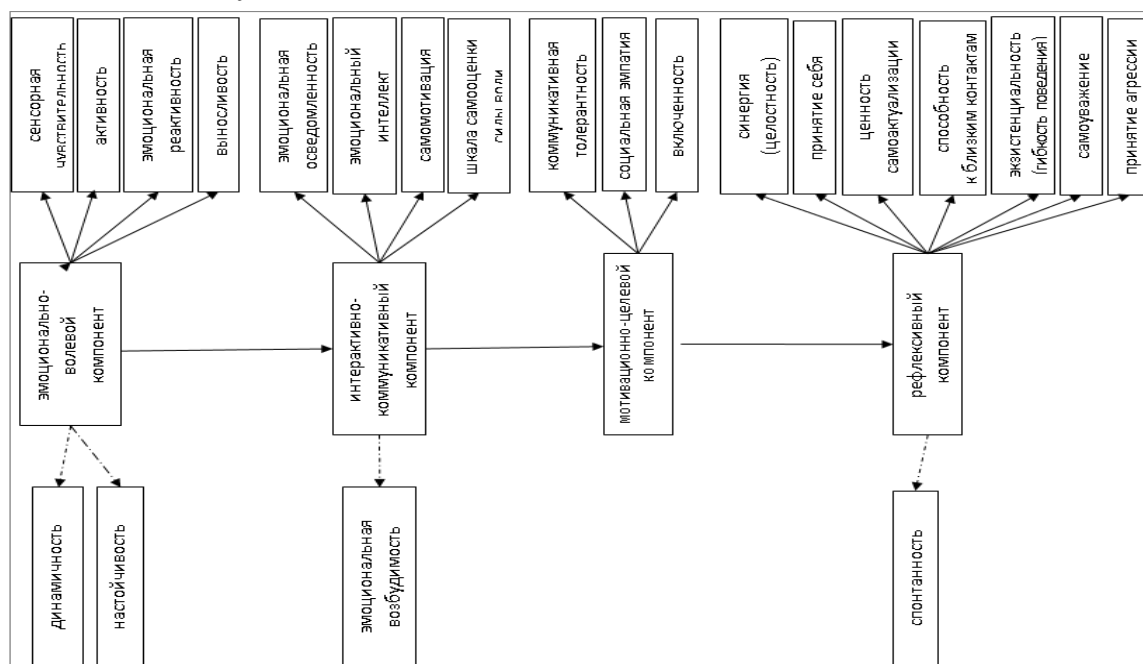 сенсорная
чувствительность
активность
эмоциональная
реактивность
выносливость
эмоциональная
осведомленность
эмоциональный
интеллект
самомотивация
шкала самооценки
силы воли
коммуникативная
толерантность
социальная эмпатия
включенность
синергия
(целостность)
принятие себя
ценность
самоактуализации
способность
к близким контактам
экзистенциальность
(гибкость поведения)
самоуважение
принятие агрессии
эмоционально-
волевой
компонент
интерактивно-
коммуникативный
компонент
мотивационно-целевой
компонент
рефлексивный
компонент
динамичность
настойчивость
эмоциональная
возбудимость
спонтанность